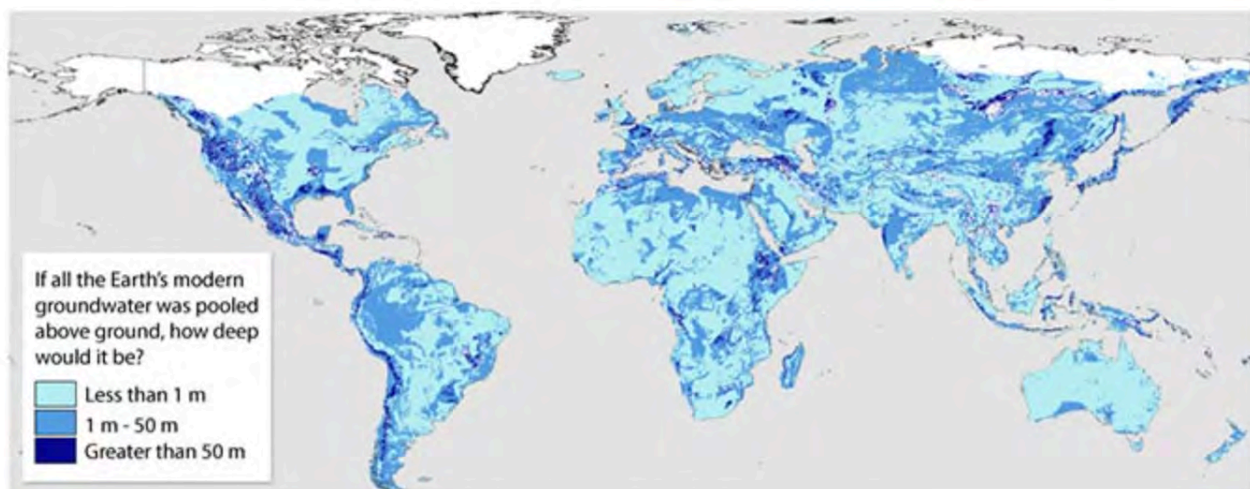 If all the Earth's modern
groundwater was pooled
above ground, how deep
would it be?
Less than 1 m
1 m - 50 m
Greater than 50 m